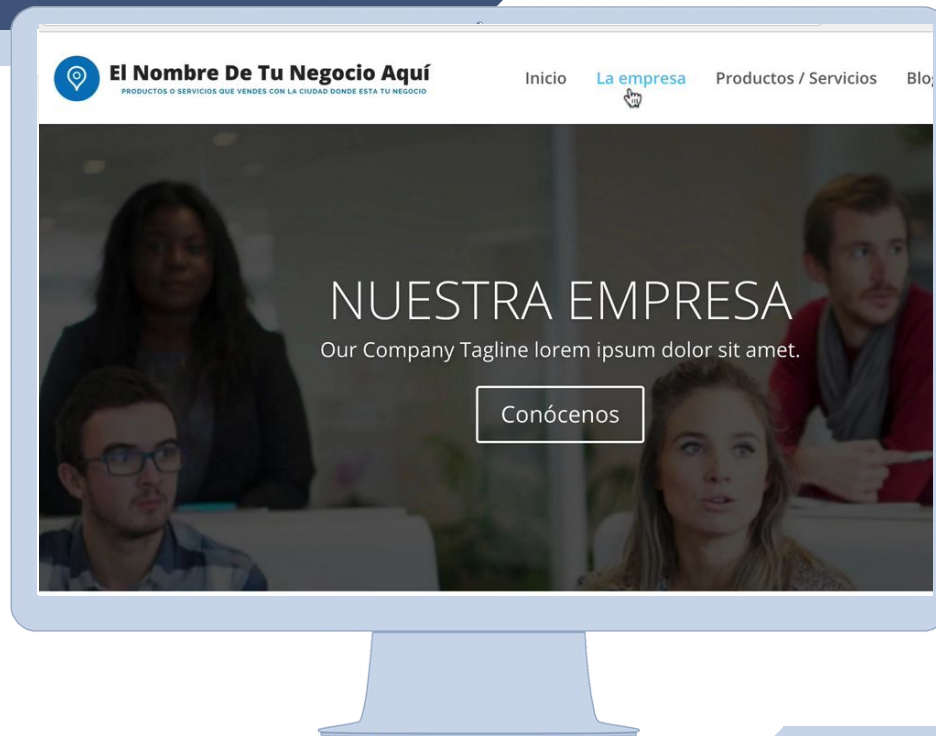 El Nombre De Tu Negocio Aquí
PRODUCTOS O SERVICIOS QUE VENDES CON LA CIUDAD DONDE ESTA TU NEGOCIO
Inicio La empresa Productos / Servicios Blog
NUESTRA EMPRESA
Our Company Tagline lorem ipsum dolor sit amet.
Conócenos